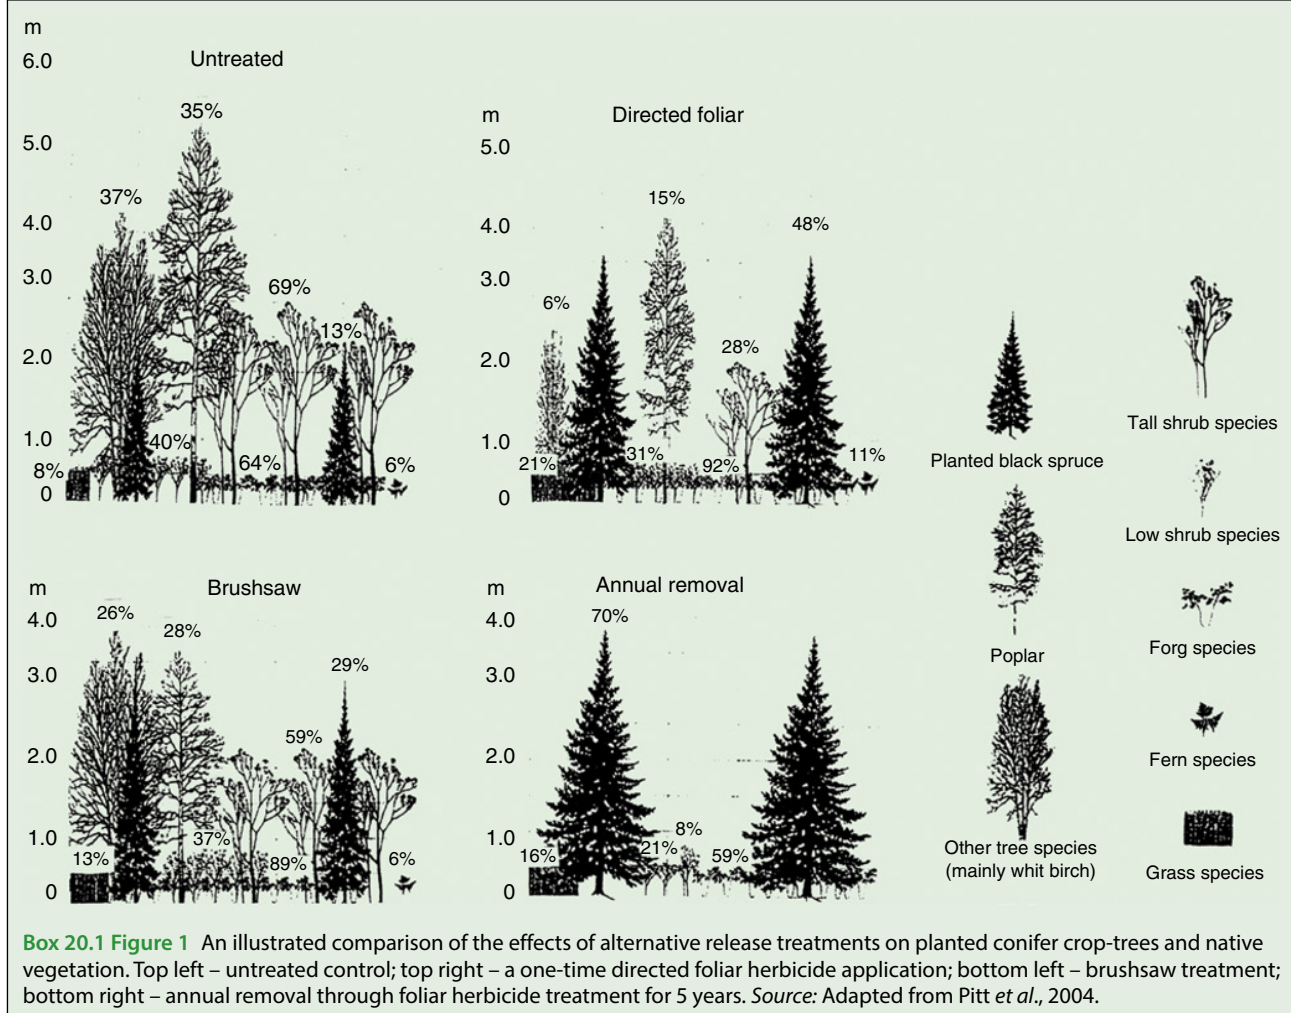 m
6.0
Untreated
35%
5.0
37%
4.0
3.0
69%
13%
2.0
1.0
40%
64%
8%
6%
0
m
Directed foliar
5.0
15%
4.0
48%
3.0
6%
28%
2.0
1.0
31%
11%
21%
92%
0
m
Brushsaw
26%
4.0
28%
29%
3.0
59%
2.0
37%
1.0
13%
89%
6%
0
m
Annual removal
70%
4.0
3.0
2.0
8%
1.0
21%
16%
59%
0
Planted black spruce
Poplar
Other tree species
(mainly whit birch)
Tall shrub species
Low shrub species
Forg species
Fern species
Grass species
Box 20.1 Figure 1 An illustrated comparison of the effects of alternative release treatments on planted conifer crop-trees and native
vegetation. Top left – untreated control; top right – a one-time directed foliar herbicide application; bottom left – brushsaw treatment;
bottom right – annual removal through foliar herbicide treatment for 5 years. Source: Adapted from Pitt et al., 2004.